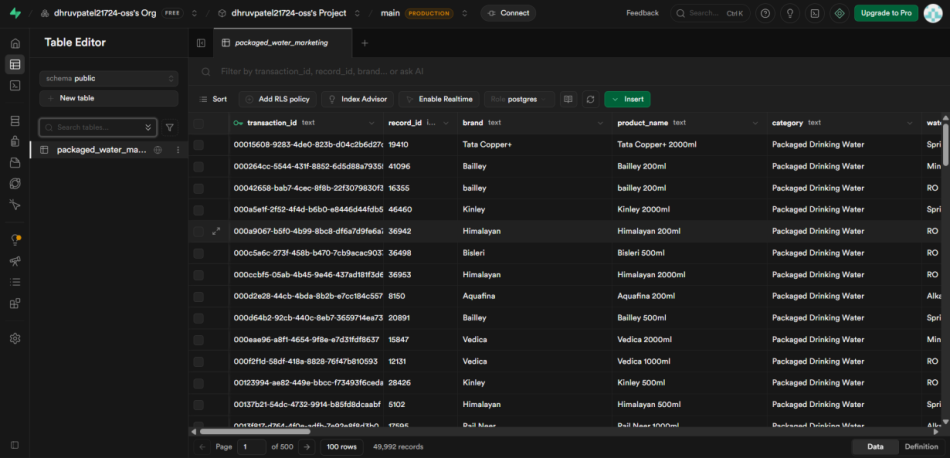 dhruvpatel21724-oss's Org FREE dhruvpatel21724-oss's Project main PRODUCTION Connect Feedback Search... Ctrl K Upgrade to Pro
Table Editor packaged_water_marketing
Filter by transaction_id, record_id, brand... or ask AI
schema public
New table
Sort Add RLS policy Index Advisor Enable Realtime Role postgres Insert
Search tables...
packaged_water_ma...
transaction_id text record_id i... brand text product_name text category text wate
00015608-9283-4de0-823b-d04c2b6d27c 19410 Tata Copper+ Tata Copper+ 2000ml Packaged Drinking Water Spri
000264cc-5544-431f-8852-6d5d88a7935f 41096 Bailley Bailley 200ml Packaged Drinking Water Min
00042658-bab7-4cec-8f8b-22f3079830f3 16355 bailley bailley 200ml Packaged Drinking Water RO
000a5e1f-2f52-4f4d-b6b0-e8446d44fdb5 46460 Kinley Kinley 2000ml Packaged Drinking Water Spri
000a9067-b5f0-4b99-8bc8-df6a7d9fe6a7 36942 Himalayan Himalayan 200ml Packaged Drinking Water RO
000c5a6c-273f-458b-b470-7cb9acac9037 36498 Bisleri Bisleri 500ml Packaged Drinking Water RO
000ccbf5-05ab-4b45-9e46-437ad181f3d6 36953 Himalayan Himalayan 2000ml Packaged Drinking Water RO
000d2e28-44cb-4bda-8b2b-e7cc184c557 8150 Aquafina Aquafina 200ml Packaged Drinking Water Alka
000d64b2-92cb-440c-8eb7-3659714ea73 20891 Bailley Bailley 500ml Packaged Drinking Water Spri
000eae96-a8f1-4654-9f8e-e7d31fdf8637 15847 Vedica Vedica 2000ml Packaged Drinking Water Min
000f2f1d-58df-418a-8828-76f47b810593 12131 Vedica Vedica 1000ml Packaged Drinking Water RO
00123994-ae82-449e-bbcc-f73493f6ceda 28426 Kinley Kinley 500ml Packaged Drinking Water RO
00137b21-54dc-4732-9914-b85fd8dcaabf 5102 Himalayan Himalayan 500ml Packaged Drinking Water Spri
Rail Neer Rail Neer 1000ml Packaged Drinking Water Alka
Page 1 of 500 100 rows 49,992 records Data Definition